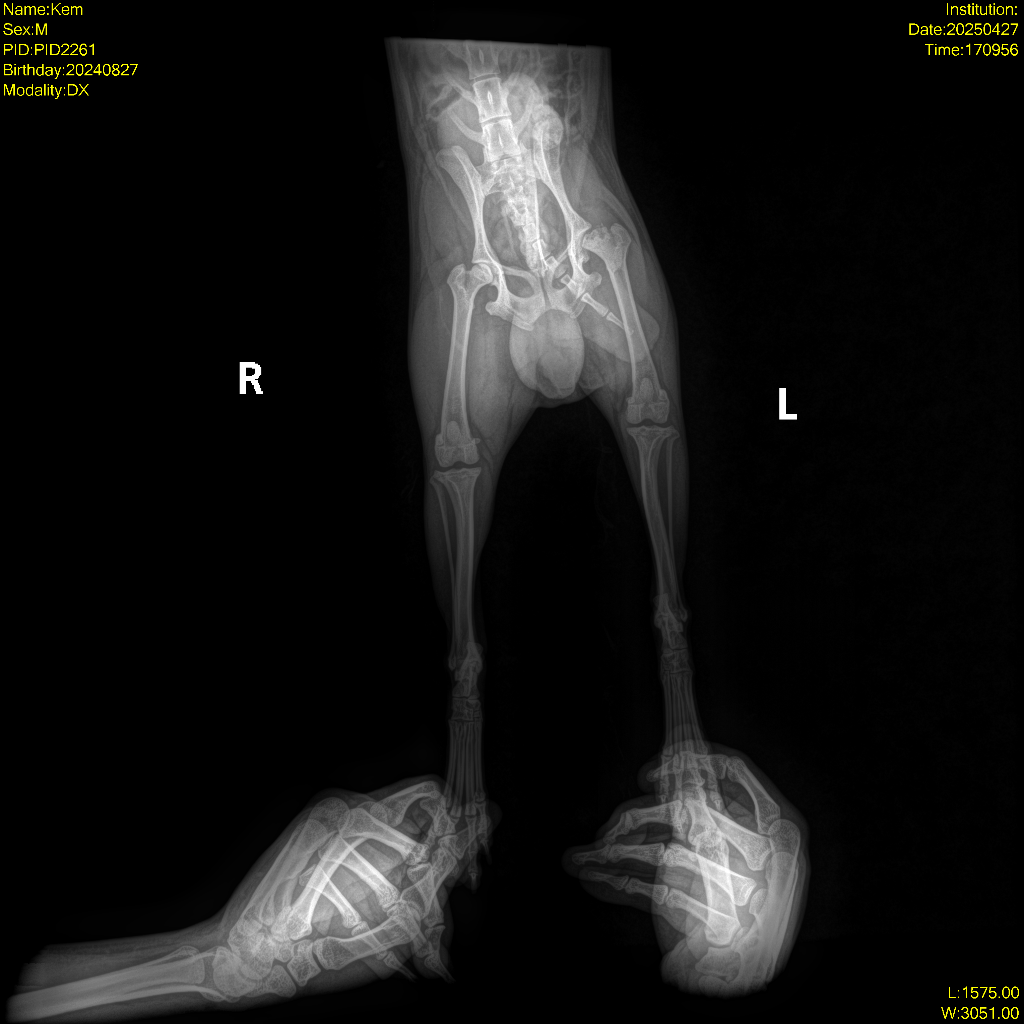 Name:Kem
Sex:M
PID:PID2261
Birthday:20240827
Modality:DX
Institution:
Date:20250427
Time:170956
R
L
L:1575.00
W:3051.00